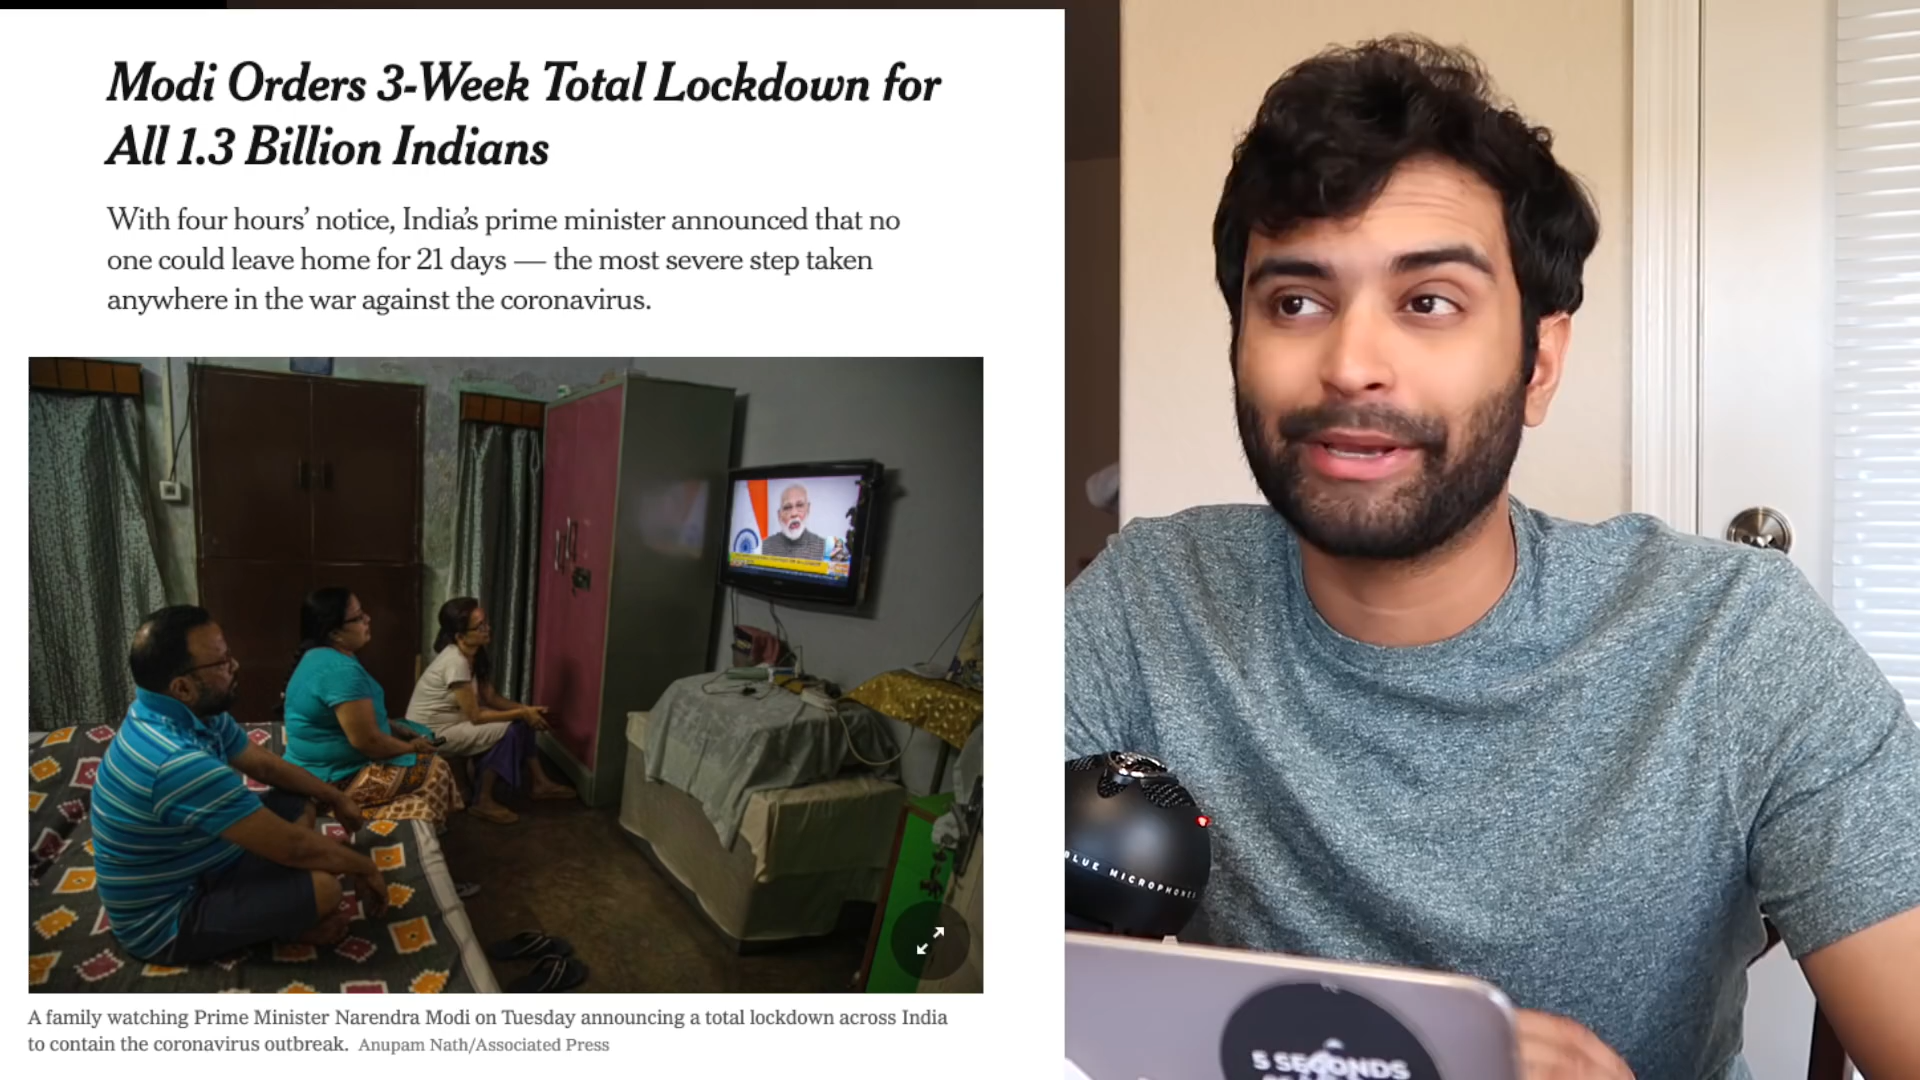 Modi Orders 3-Week Total Lockdown for
All 1.3 Billion Indians
With four hours' notice, India's prime minister announced that no
one could leave home for 21 days — the most severe step taken
anywhere in the war against the coronavirus.
A family watching Prime Minister Narendra Modi on Tuesday announcing a total lockdown across India
to contain the coronavirus outbreak. Anupam Nath/Associated Press
BLUE MICROPHONES
5 SECONDS